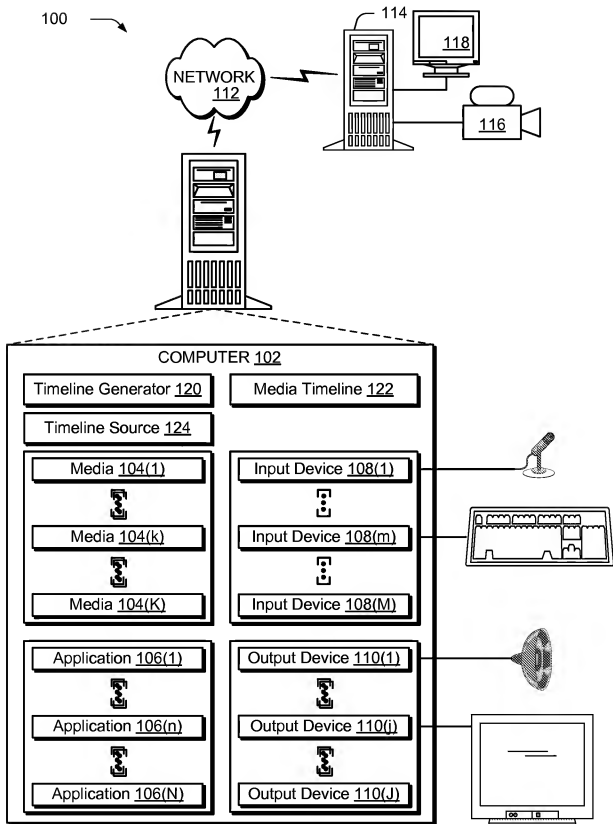 100
114
118
NETWORK
112
116
COMPUTER 102
Timeline Generator 120
Media Timeline 122
Timeline Source 124
Media 104(1)
Input Device 108(1)
Media 104(k)
Input Device 108(m)
Media 104(K)
Input Device 108(M)
Application 106(1)
Output Device 110(1)
Application 106(n)
Output Device 110(j)
Application 106(N)
Output Device 110(J)